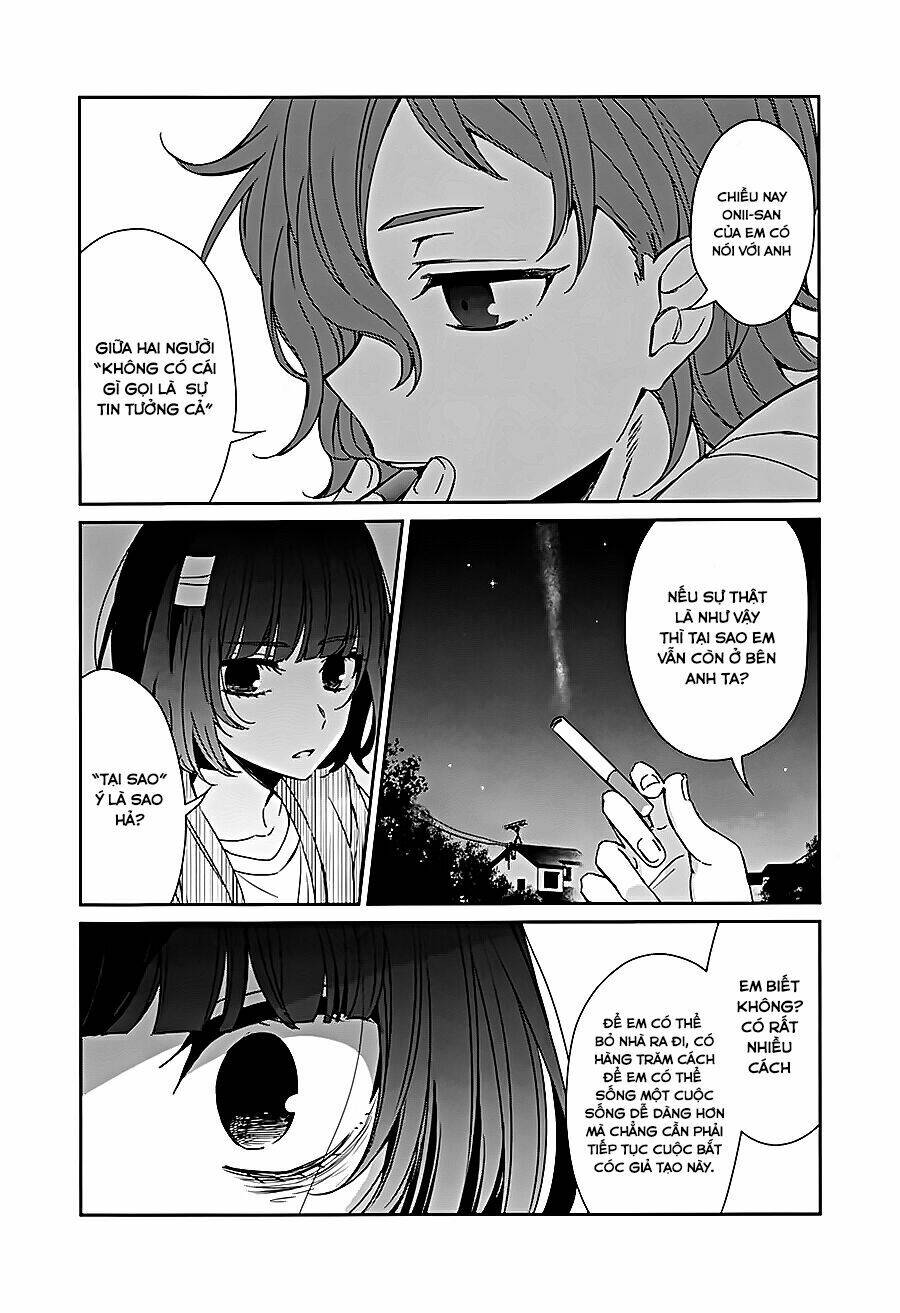 CHIỀU NAY
ONII-SAN
CỦA EM CÓ
NÓI VỚI ANH
GIỮA HAI NGƯỜI
"KHÔNG CÓ CÁI
GÌ GỌI LÀ SỰ
TIN TƯỞNG CẢ"
NẾU SỰ THẬT
LÀ NHƯ VẬY
THÌ TẠI SAO EM
VẪN CÒN Ở BÊN
ANH TA?
"TẠI SAO"
Ý LÀ SAO
HẢ?
EM BIẾT
KHÔNG?
CÓ RẤT
NHIỀU
CÁCH
ĐỂ EM CÓ THỂ
BỎ NHÀ RA ĐI, CÓ
HÀNG TRĂM CÁCH
ĐỂ EM CÓ THỂ
SỐNG MỘT CUỘC
SỐNG DỄ DÀNG HƠN
MÀ CHẲNG CẦN PHẢI
TIẾP TỤC CUỘC BẮT
CÓC GIẢ TẠO NÀY.